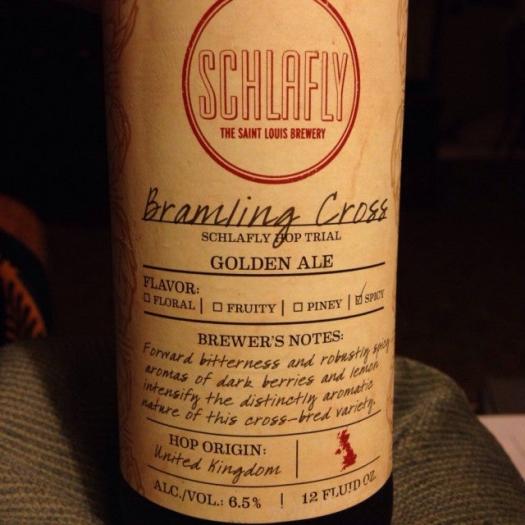 SCHLAFLY
THE SAINT LOUIS BREWERY
Bramling Cross
SCHLAFLY HOP TRIAL
GOLDEN ALE
FLAVOR:
☐ FLORAL | ☐ FRUITY | ☐ PINEY | ☑ SPICY
BREWER'S NOTES:
Forward bitterness and robustly spicy
aromas of dark berries and lemon
intensify the distinctly aromatic
nature of this cross-bred variety.
HOP ORIGIN:
United Kingdom
ALC./VOL.: 6.5% | 12 FLUID OZ.